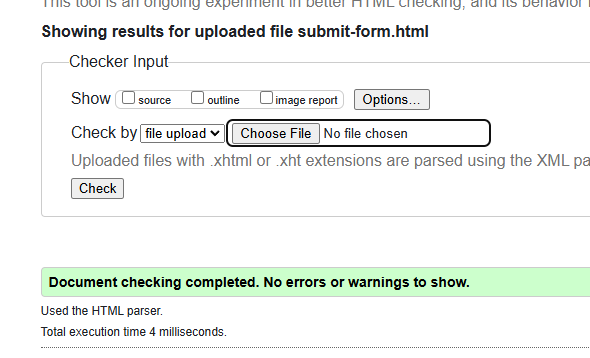 This tool is an ongoing experiment in better HTML checking, and its behavior
Showing results for uploaded file submit-form.html
Checker Input
Show source outline image report Options...
Check by file upload Choose File No file chosen
Uploaded files with .xhtml or .xht extensions are parsed using the XML pa
Check
Document checking completed. No errors or warnings to show.
Used the HTML parser.
Total execution time 4 milliseconds.